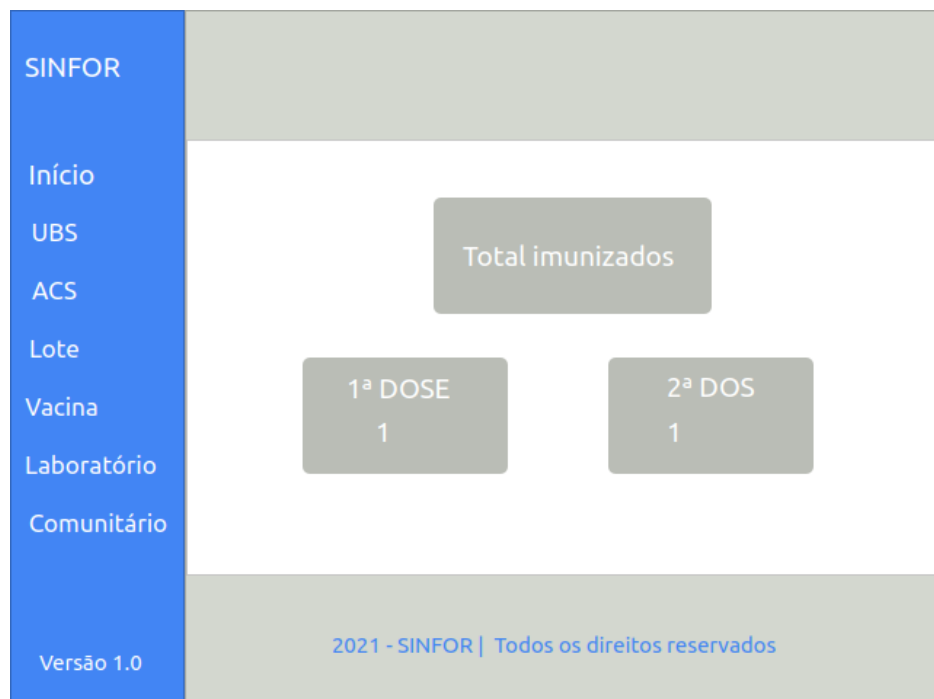 SINFOR
Início
UBS
ACS
Lote
Vacina
Laboratório
Comunitário
Versão 1.0
Total imunizados
1ª DOSE
1
2ª DOS
1
2021 - SINFOR | Todos os direitos reservados